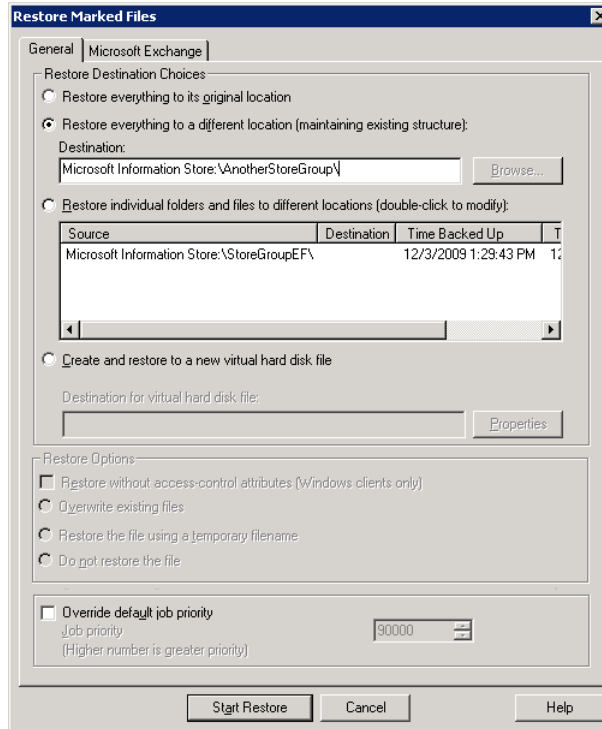 Restore Marked Files
General
Microsoft Exchange
Restore Destination Choices
Restore everything to its original location
Restore everything to a different location (maintaining existing structure):
Destination:
Microsoft Information Store:\AnotherStoreGroup\
Browse...
Restore individual folders and files to different locations (double-click to modify):
Source Destination Time Backed Up T
Microsoft Information Store:\StoreGroupEF\ 12/3/2009 1:29:43 PM 12
Create and restore to a new virtual hard disk file
Destination for virtual hard disk file:
Properties
Restore Options
Restore without access-control attributes (Windows clients only)
Overwrite existing files
Restore the file using a temporary filename
Do not restore the file
Override default job priority
Job priority 90000
(Higher number is greater priority)
Start Restore Cancel Help